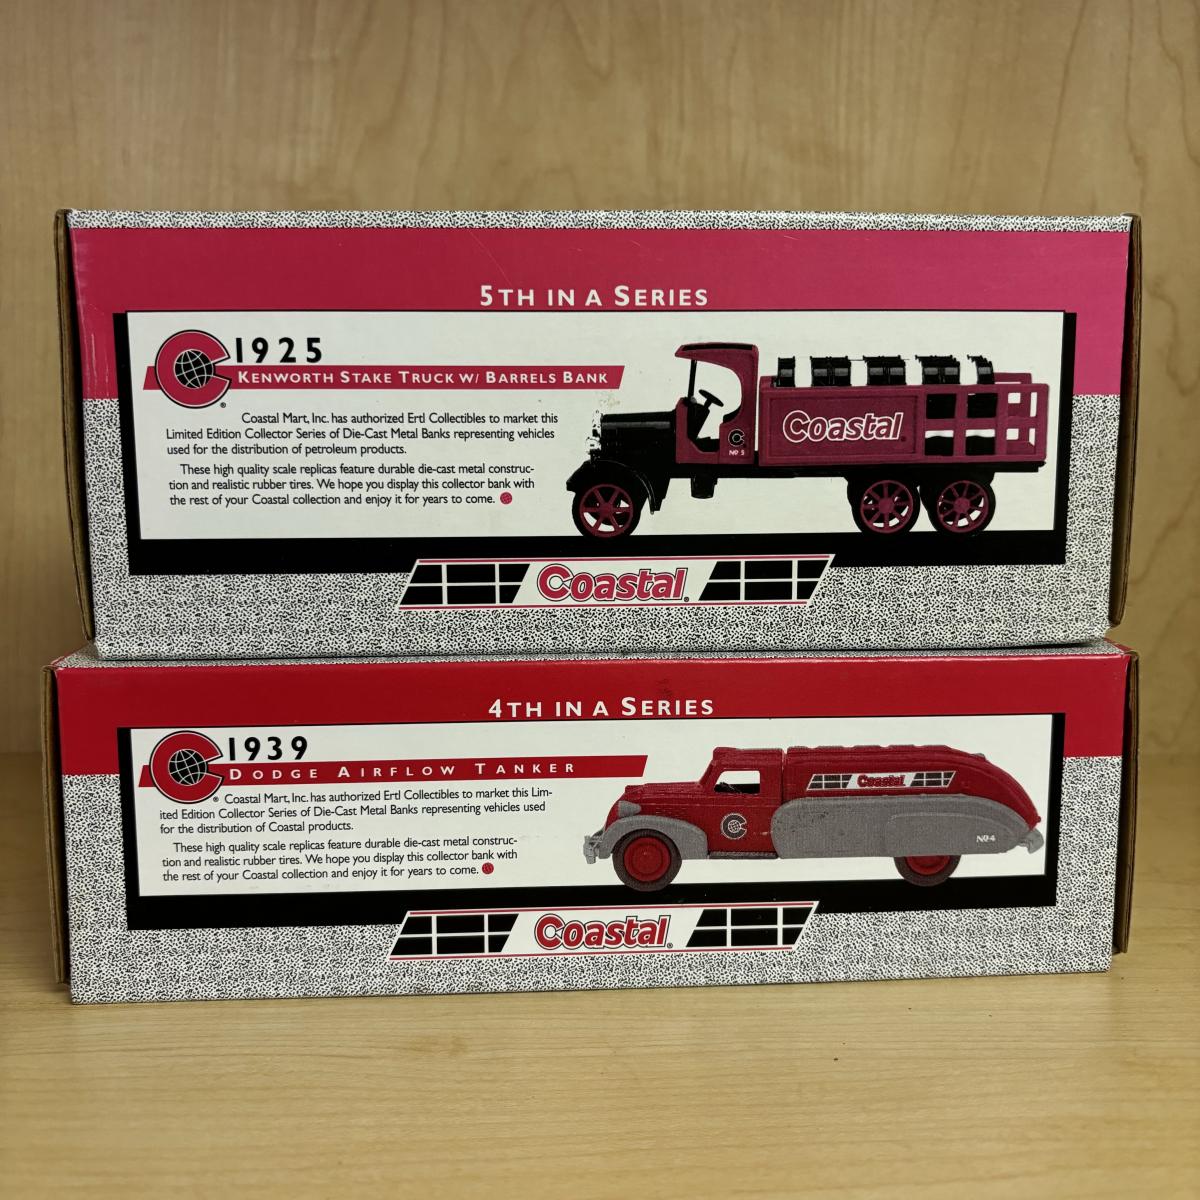 5TH IN A SERIES
1925
KENWORTH STAKE TRUCK W/ BARRELS BANK
®
Coastal Mart, Inc. has authorized Ertl Collectibles to market this
Limited Edition Collector Series of Die-Cast Metal Banks representing vehicles
used for the distribution of petroleum products.
These high quality scale replicas feature durable die-cast metal construc-
tion and realistic rubber tires. We hope you display this collector bank with
the rest of your Coastal collection and enjoy it for years to come.
Coastal
C
Nº 5
Coastal®
4TH IN A SERIES
1939
DODGE AIRFLOW TANKER
® Coastal Mart, Inc. has authorized Ertl Collectibles to market this Lim-
ited Edition Collector Series of Die-Cast Metal Banks representing vehicles used
for the distribution of Coastal products.
These high quality scale replicas feature durable die-cast metal construc-
tion and realistic rubber tires. We hope you display this collector bank with
the rest of your Coastal collection and enjoy it for years to come.
Coastal
C
Nº 4
Coastal®